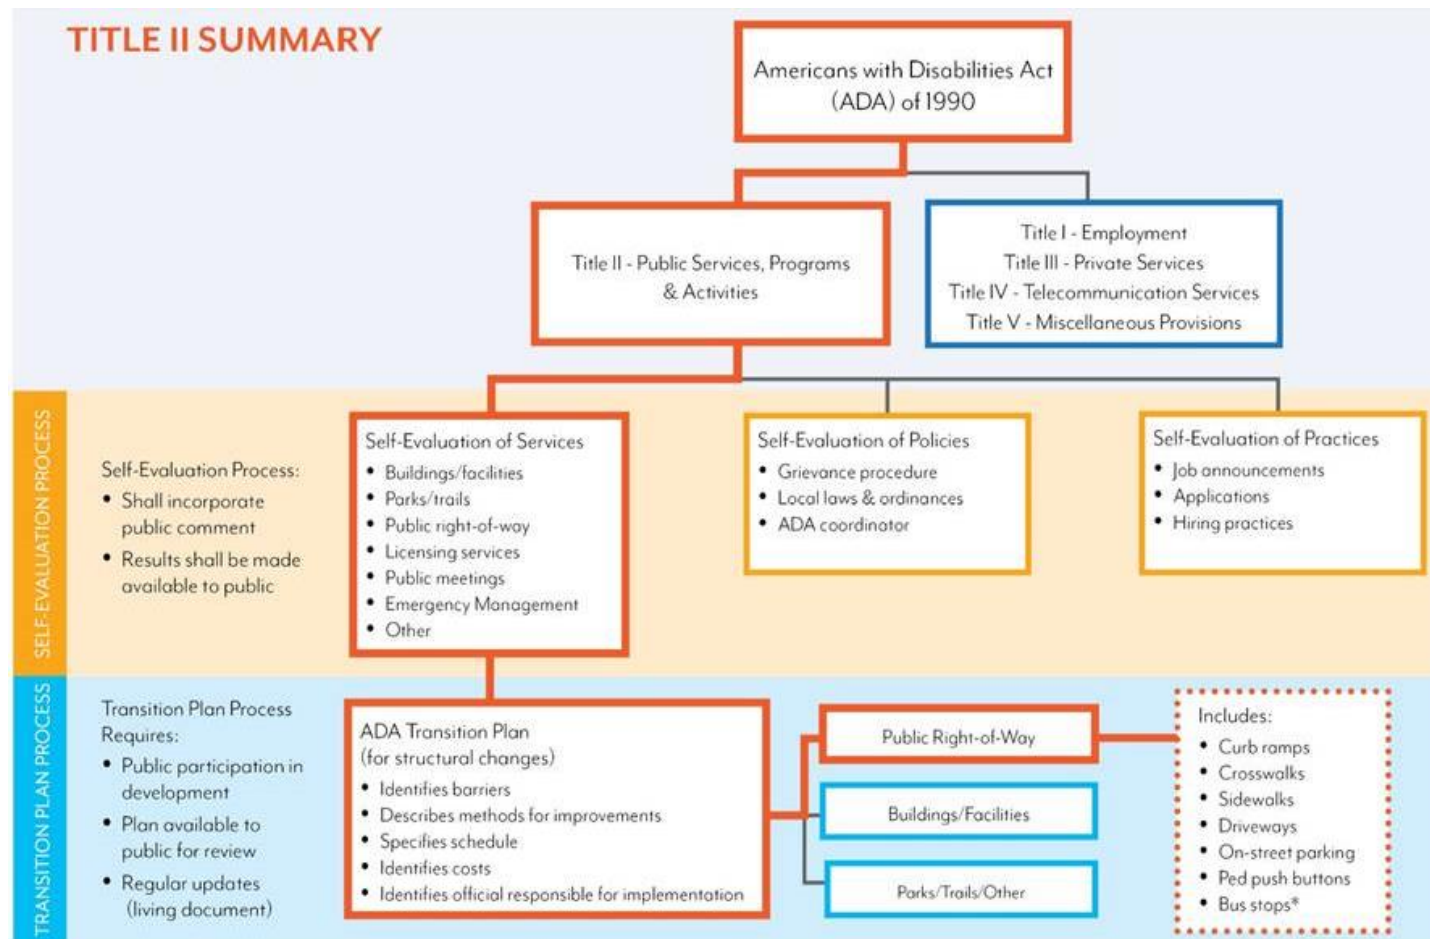 TITLE II SUMMARY
Americans with Disabilities Act
(ADA) of 1990
Title II - Public Services, Programs
& Activities
Title I - Employment
Title III - Private Services
Title IV - Telecommunication Services
Title V - Miscellaneous Provisions
SELF-EVALUATION PROCESS
Self-Evaluation Process:
• Shall incorporate
public comment
• Results shall be made
available to public
Self-Evaluation of Services
• Buildings/facilities
• Parks/trails
• Public right-of-way
• Licensing services
• Public meetings
• Emergency Management
• Other
Self-Evaluation of Policies
• Grievance procedure
• Local laws & ordinances
• ADA coordinator
Self-Evaluation of Practices
• Job announcements
• Applications
• Hiring practices
TRANSITION PLAN PROCESS
Transition Plan Process
Requires:
• Public participation in
development
• Plan available to
public for review
• Regular updates
(living document)
ADA Transition Plan
(for structural changes)
• Identifies barriers
• Describes methods for improvements
• Specifies schedule
• Identifies costs
• Identifies official responsible for implementation
Public Right-of-Way
Buildings/Facilities
Parks/Trails/Other
Includes:
• Curb ramps
• Crosswalks
• Sidewalks
• Driveways
• On-street parking
• Ped push buttons
• Bus stops*